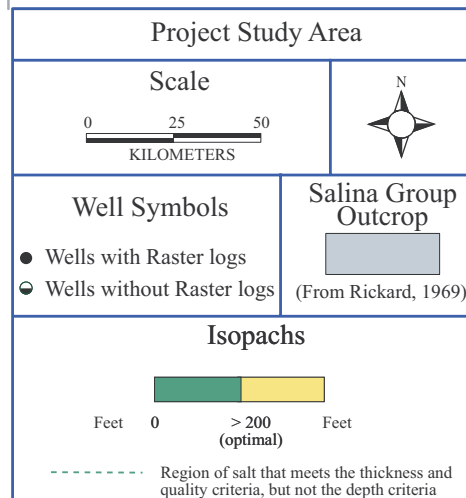 Project Study Area
Scale
0 25 50
KILOMETERS
N
Well Symbols
Wells with Raster logs
Wells without Raster logs
Salina Group
Outcrop
(From Rickard, 1969)
Isopachs
Feet 0 > 200 Feet
(optimal)
Region of salt that meets the thickness and
quality criteria, but not the depth criteria